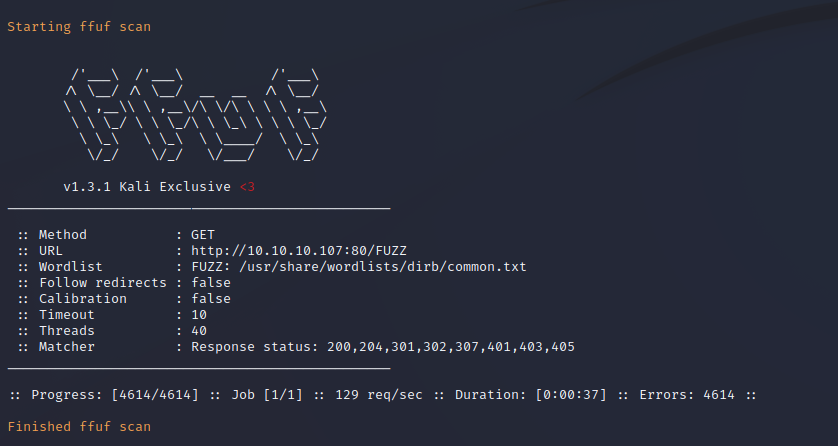 Starting ffuf scan
        /'___\  /'___\           /'___\
       /\ \__/ /\ \__/  __  __  /\ \__/
       \ \ ,__\\ \ ,__\/\ \/\ \ \ \ ,__\
        \ \ \_/ \ \ \_/\ \ \_\ \ \ \ \_/
         \ \_\   \ \_\  \ \____/  \ \_\
          \/_/    \/_/   \/___/    \/_/
v1.3.1 Kali Exclusive <3
________________________________________________
:: Method           : GET
:: URL              : http://10.10.10.107:80/FUZZ
:: Wordlist         : FUZZ: /usr/share/wordlists/dirb/common.txt
:: Follow redirects : false
:: Calibration      : false
:: Timeout          : 10
:: Threads          : 40
:: Matcher          : Response status: 200,204,301,302,307,401,403,405
________________________________________________
:: Progress: [4614/4614] :: Job [1/1] :: 129 req/sec :: Duration: [0:00:37] :: Errors: 4614 ::
Finished ffuf scan